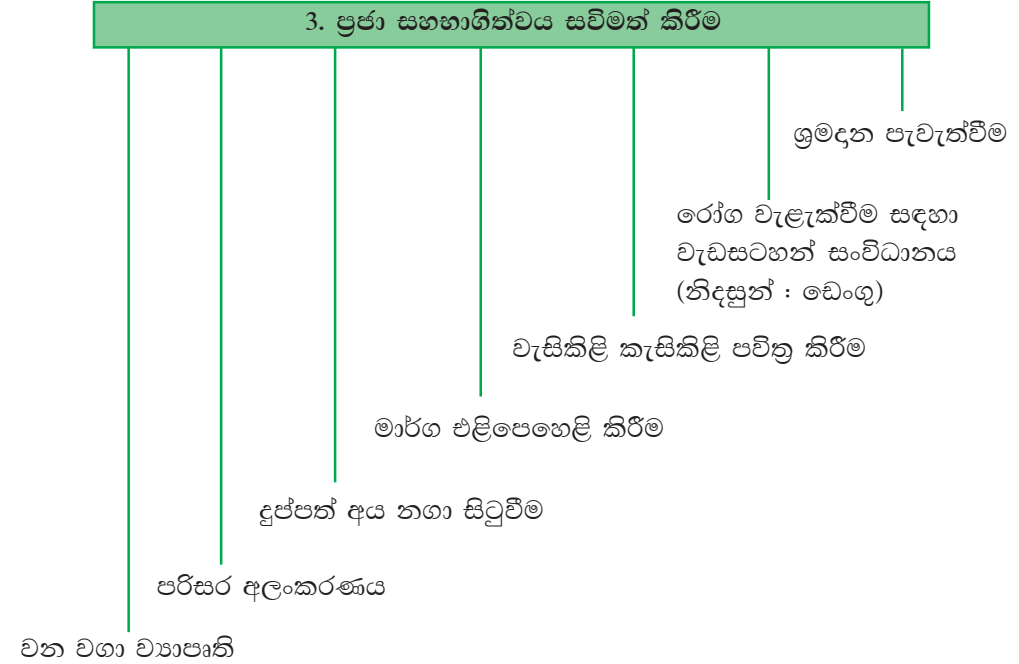 3. ප්‍රජා සහභාගිත්වය සවිමත් කිරීම
ශ්‍රමදාන පැවැත්වීම
රෝග වැළැක්වීම සඳහා
වැඩසටහන් සංවිධානය
(නිදසුන් : ඩෙංගු)
වැසිකිළි කැසිකිළි පවිත්‍ර කිරීම
මාර්ග එළිපෙහෙළි කිරීම
දුප්පත් අය නගා සිටුවීම
පරිසර අලංකරණය
වන වගා ව්‍යාපෘති